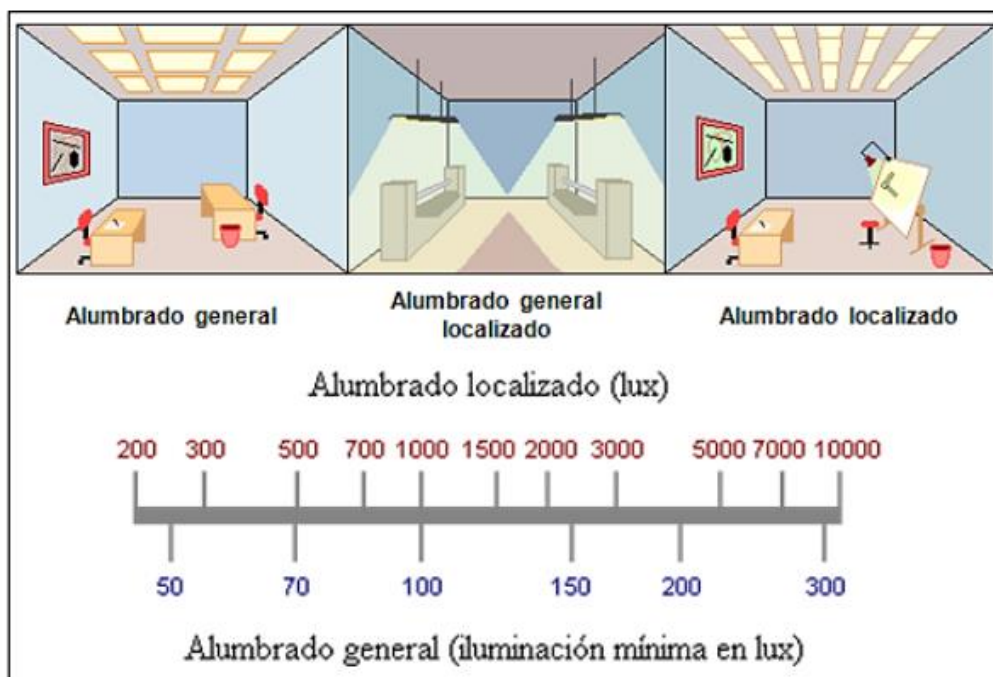 Alumbrado general
Alumbrado general
localizado
Alumbrado localizado
Alumbrado localizado (lux)
200 300 500 700 1000 1500 2000 3000 5000 7000 10000
50 70 100 150 200 300
Alumbrado general (iluminación mínima en lux)